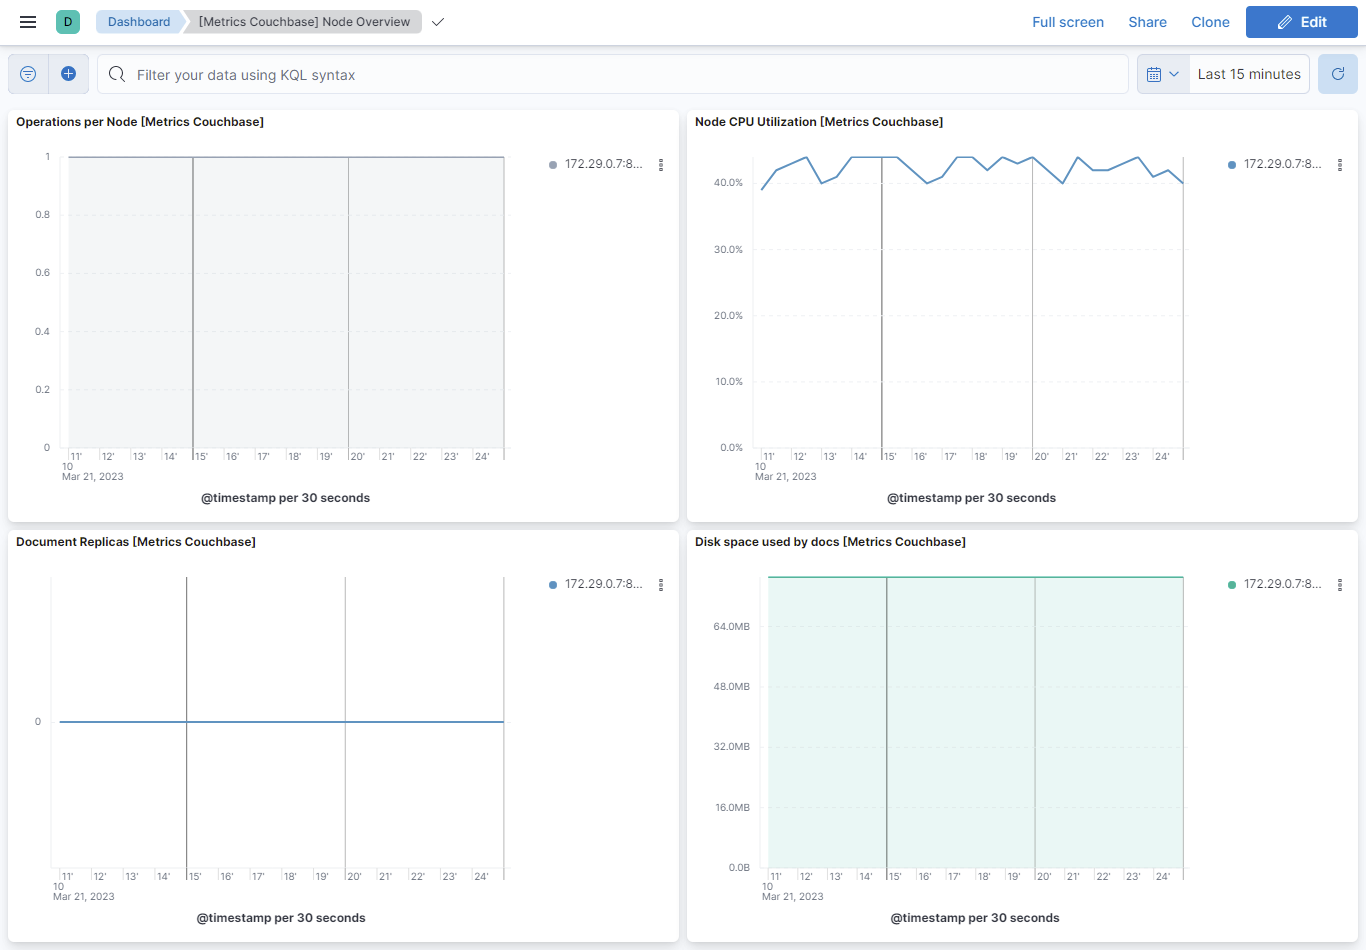 D Dashboard [Metrics Couchbase] Node Overview Full screen Share Clone Edit
Filter your data using KQL syntax Last 15 minutes
Operations per Node [Metrics Couchbase]
1
0.8
0.6
0.4
0.2
0
11' 12' 13' 14' 15' 16' 17' 18' 19' 20' 21' 22' 23' 24'
10
Mar 21, 2023
@timestamp per 30 seconds
172.29.0.7:8...
Node CPU Utilization [Metrics Couchbase]
40.0%
30.0%
20.0%
10.0%
0.0%
11' 12' 13' 14' 15' 16' 17' 18' 19' 20' 21' 22' 23' 24'
10
Mar 21, 2023
@timestamp per 30 seconds
172.29.0.7:8...
Document Replicas [Metrics Couchbase]
0
11' 12' 13' 14' 15' 16' 17' 18' 19' 20' 21' 22' 23' 24'
10
Mar 21, 2023
@timestamp per 30 seconds
172.29.0.7:8...
Disk space used by docs [Metrics Couchbase]
64.0MB
48.0MB
32.0MB
16.0MB
0.0B
11' 12' 13' 14' 15' 16' 17' 18' 19' 20' 21' 22' 23' 24'
10
Mar 21, 2023
@timestamp per 30 seconds
172.29.0.7:8...